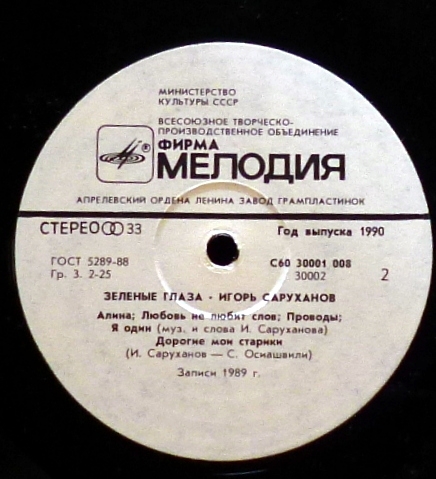 МИНИСТЕРСТВО
КУЛЬТУРЫ СССР
ВСЕСОЮЗНОЕ ТВОРЧЕСКО-
ПРОИЗВОДСТВЕННОЕ ОБЪЕДИНЕНИЕ
ФИРМА
® МЕЛОДИЯ
АПРЕЛЕВСКИЙ ОРДЕНА ЛЕНИНА ЗАВОД ГРАМПЛАСТИНОК
СТЕРЕО 33 Год выпуска 1990
ГОСТ 5289-88 С60 30001 008
Гр. 3. 2-25 30002 2
ЗЕЛЕНЫЕ ГЛАЗА · ИГОРЬ САРУХАНОВ
Алина; Любовь не любит слов; Проводы;
Я один (муз. и слова И. Саруханова)
Дорогие мои старики
(И. Саруханов — С. Осиашвили)
Записи 1989 г.